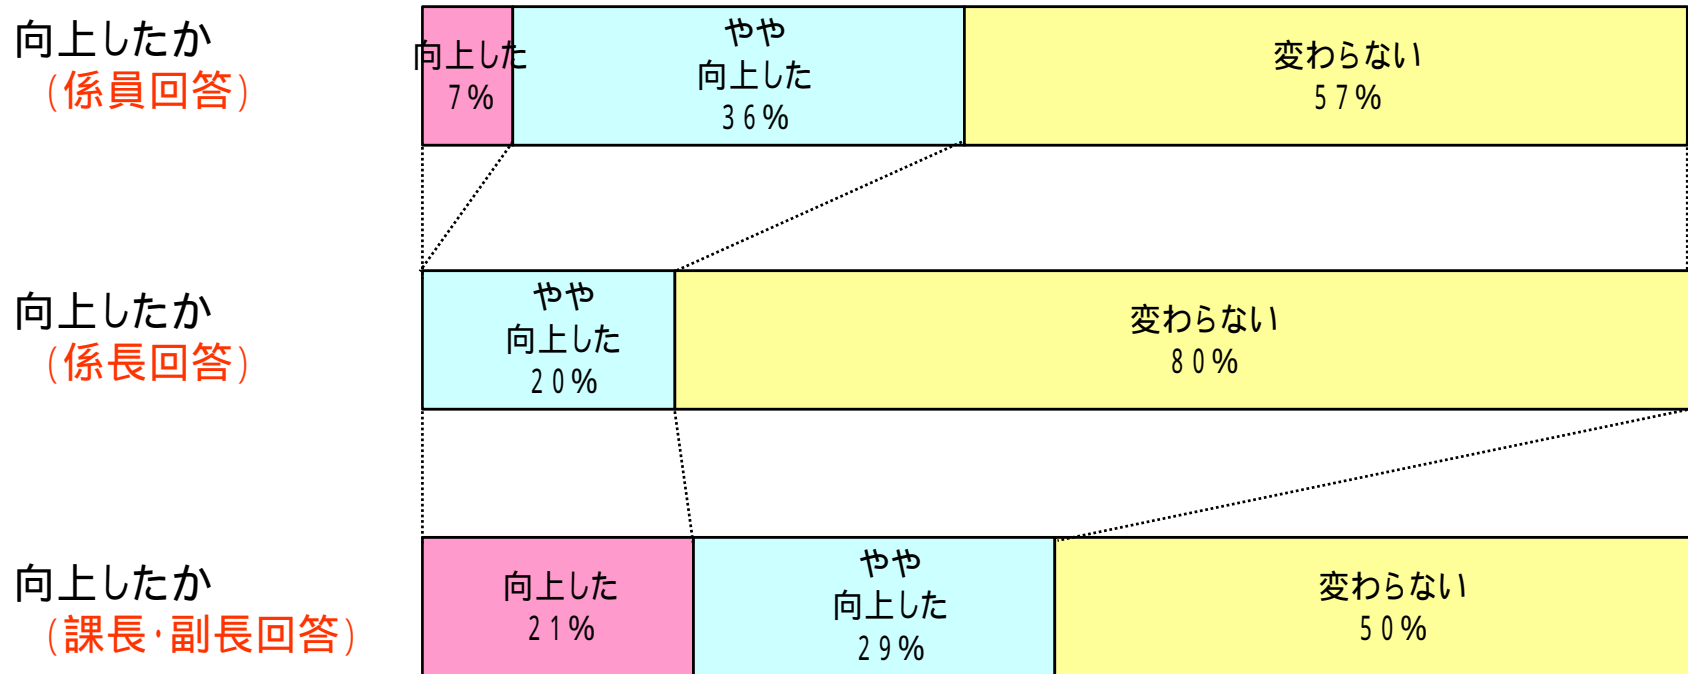 向上したか
(係員回答)
向上した
7%
やや
向上した
36%
変わらない
57%
向上したか
(係長回答)
やや
向上した
20%
変わらない
80%
向上したか
(課長・副長回答)
向上した
21%
やや
向上した
29%
変わらない
50%